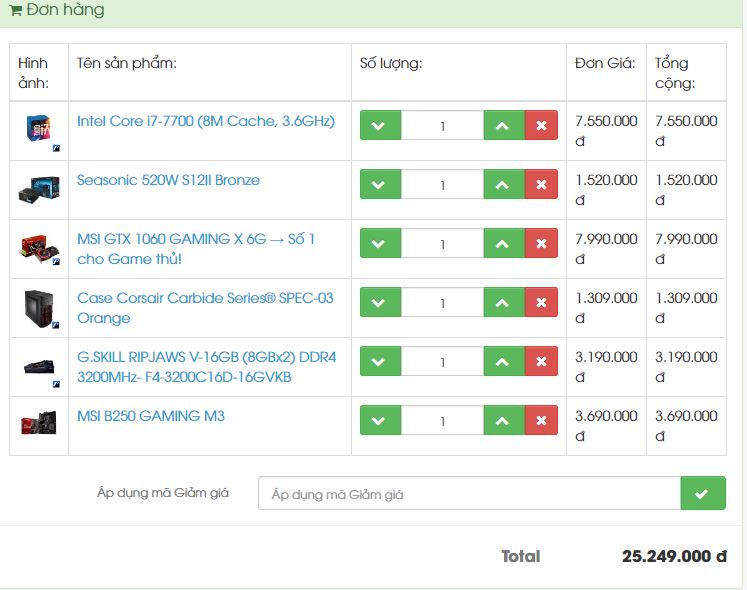 Đơn hàng
Hình ảnh: Tên sản phẩm: Số lượng: Đơn Giá: Tổng cộng:
Intel Core i7-7700 (8M Cache, 3.6GHz) 1 7.550.000 đ 7.550.000 đ
Seasonic 520W S12II Bronze 1 1.520.000 đ 1.520.000 đ
MSI GTX 1060 GAMING X 6G → Số 1 cho Game thủ! 1 7.990.000 đ 7.990.000 đ
Case Corsair Carbide Series® SPEC-03 Orange 1 1.309.000 đ 1.309.000 đ
G.SKILL RIPJAWS V-16GB (8GBx2) DDR4 3200MHz- F4-3200C16D-16GVKB 1 3.190.000 đ 3.190.000 đ
MSI B250 GAMING M3 1 3.690.000 đ 3.690.000 đ
Áp dụng mã Giảm giá Áp dụng mã Giảm giá
Total 25.249.000 đ